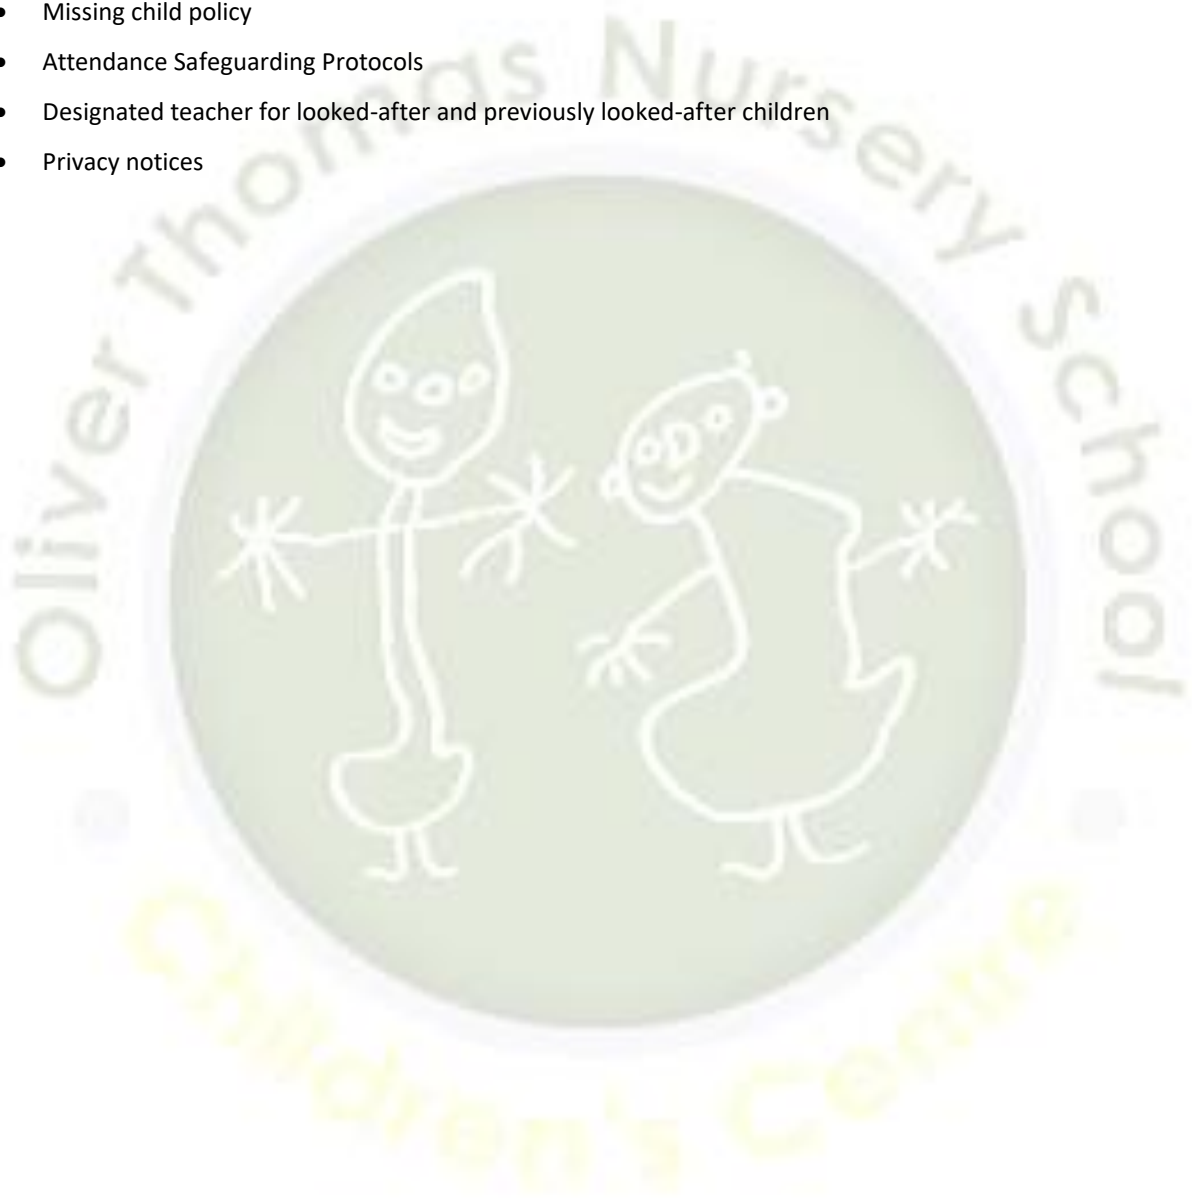 • Missing child policy
• Attendance Safeguarding Protocols
• Designated teacher for looked-after and previously looked-after children
• Privacy notices
Oliver Thomas Nursery School
Children's Centre